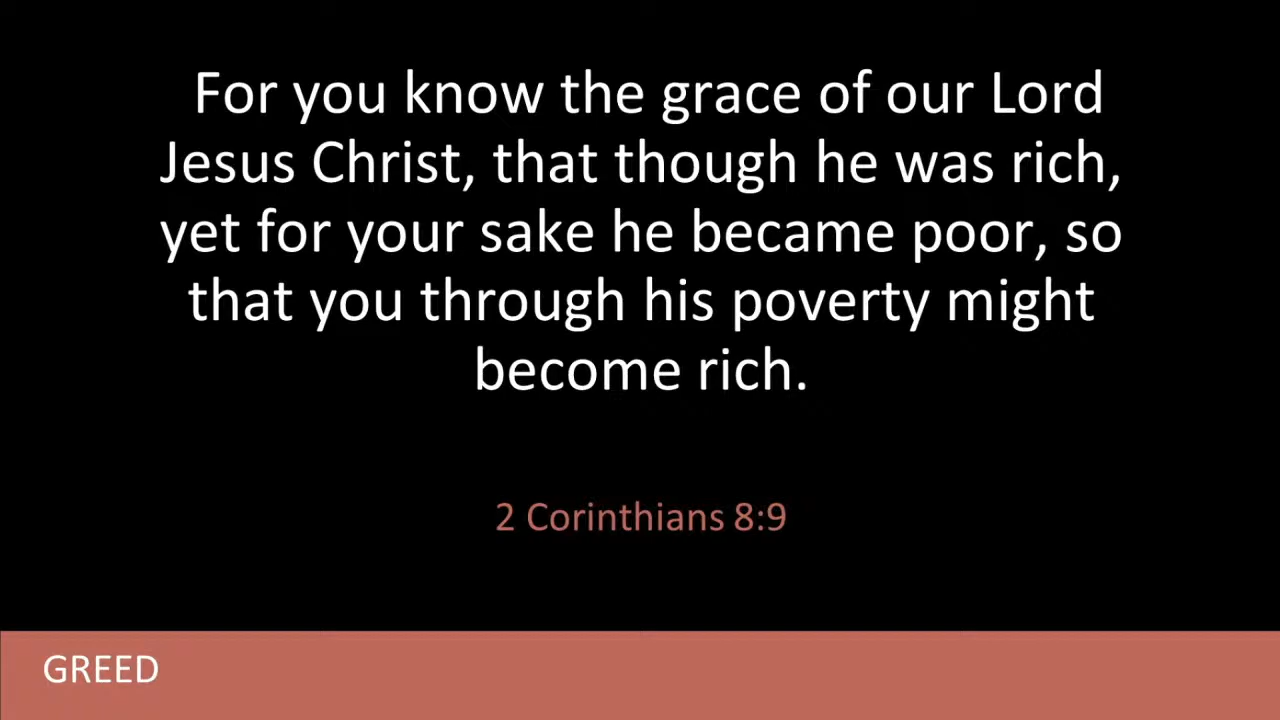 For you know the grace of our Lord
Jesus Christ, that though he was rich,
yet for your sake he became poor, so
that you through his poverty might
become rich.
2 Corinthians 8:9
GREED